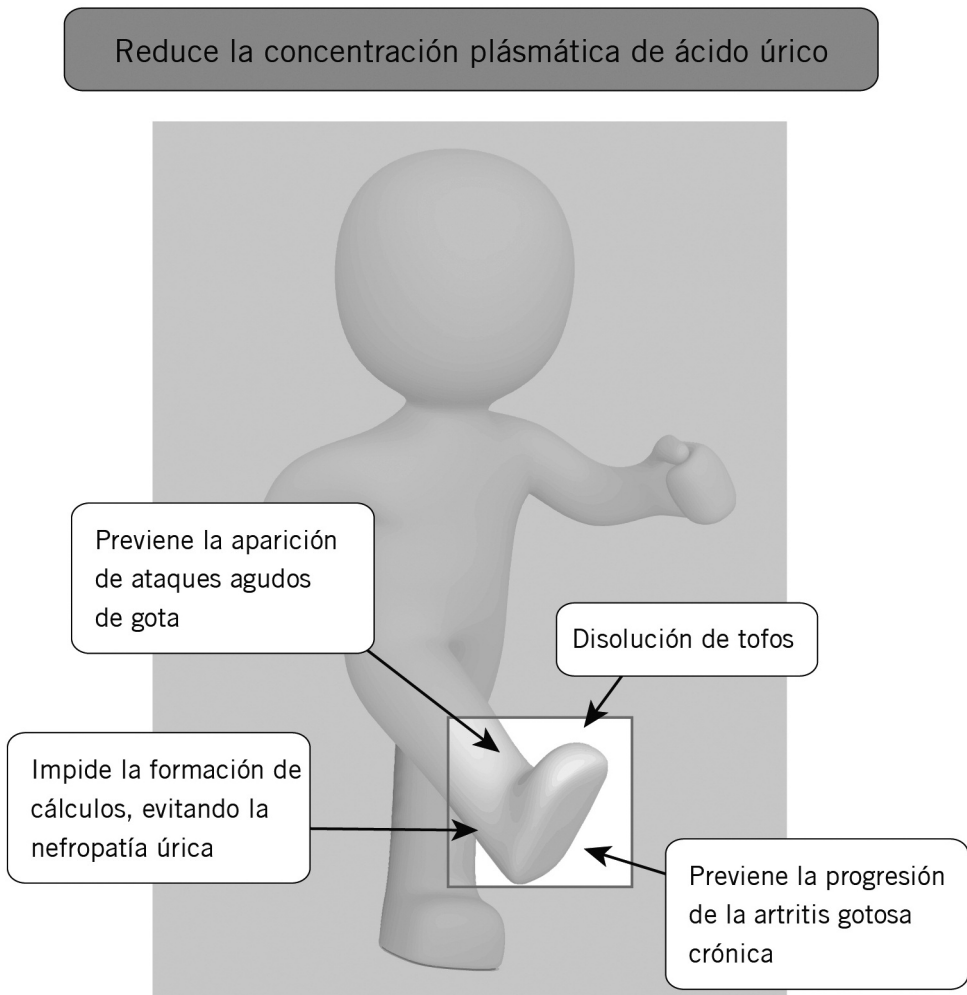 Reduce la concentración plásmática de ácido úrico
Previene la aparición
de ataques agudos
de gota
Disolución de tofos
Impide la formación de
cálculos, evitando la
nefropatía úrica
Previene la progresión
de la artritis gotosa
crónica